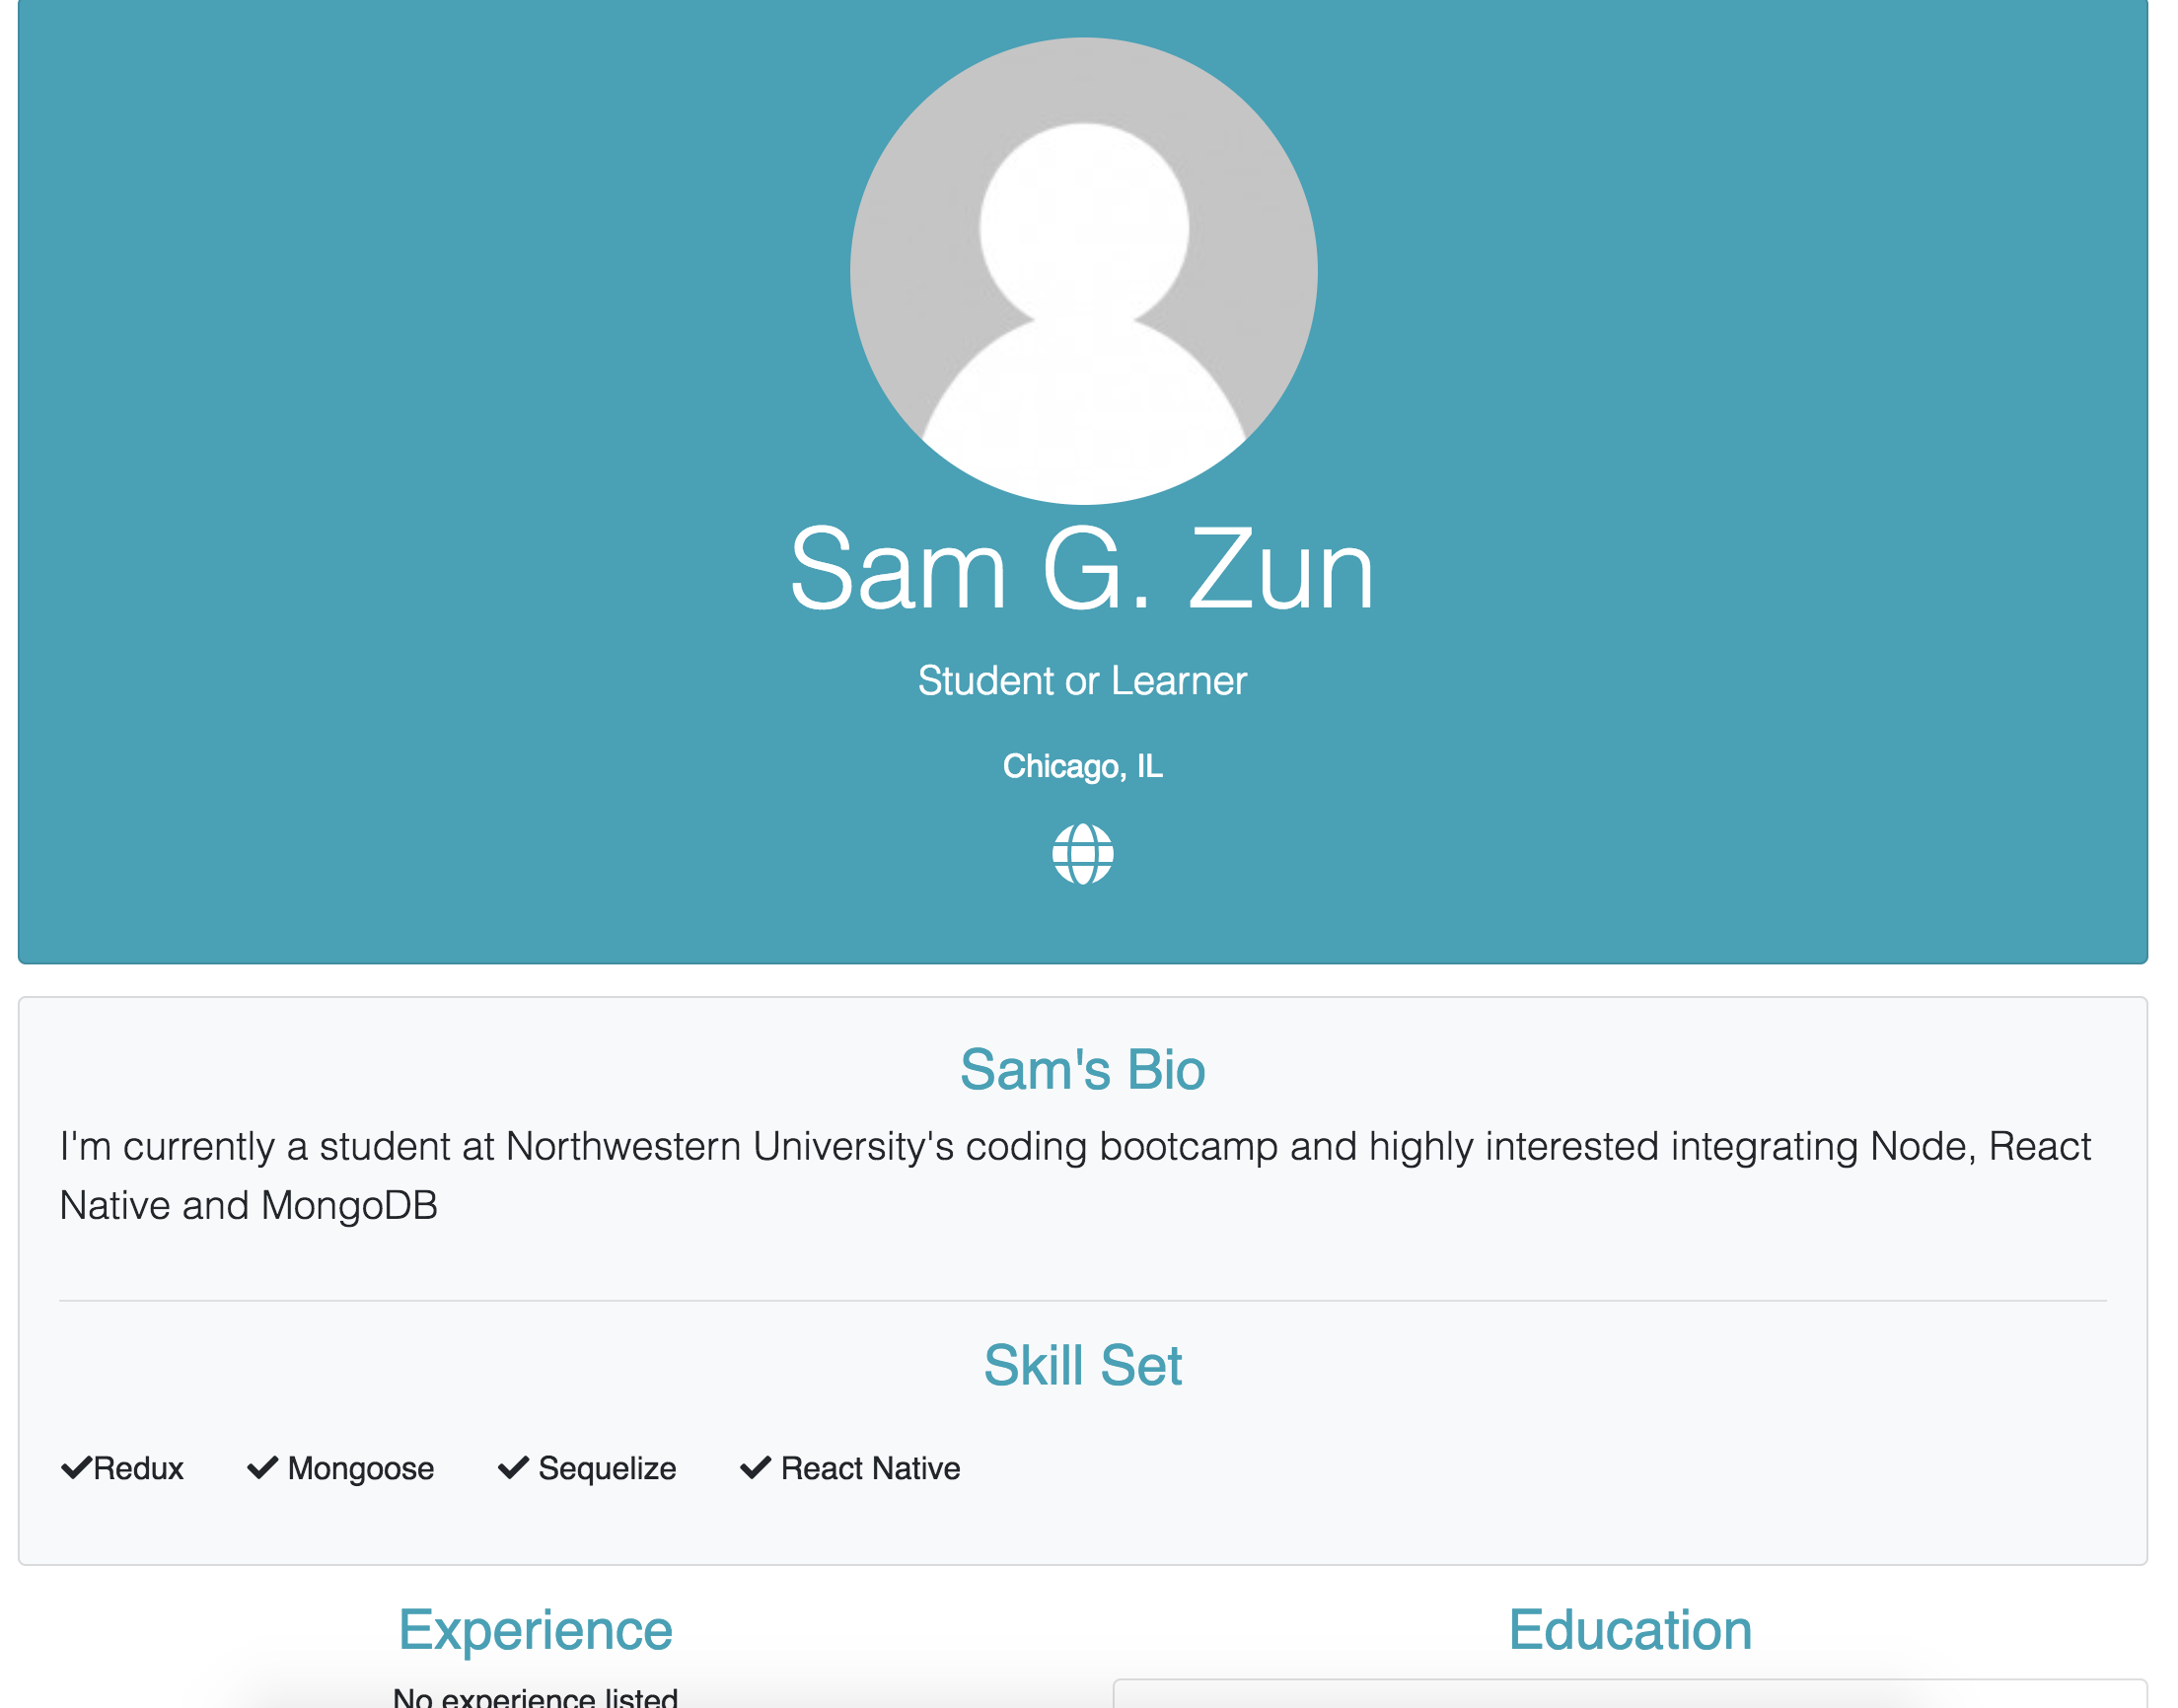 Sam G. Zun
Student or Learner
Chicago, IL
Sam's Bio
I'm currently a student at Northwestern University's coding bootcamp and highly interested integrating Node, React
Native and MongoDB
Skill Set
Redux Mongoose Sequelize React Native
Experience
Education
No experience listed